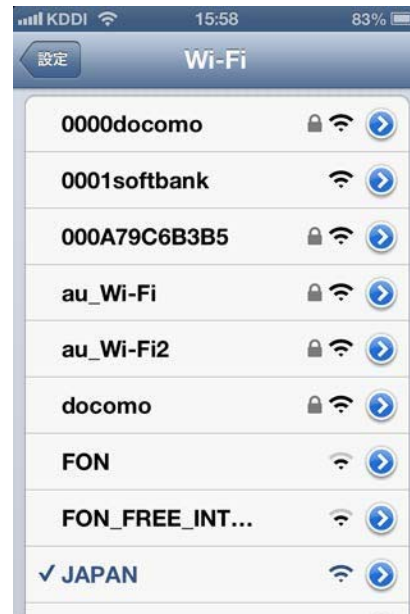 KDDI 15:58 83%
設定 Wi-Fi
0000docomo
0001softbank
000A79C6B3B5
au_Wi-Fi
au_Wi-Fi2
docomo
FON
FON_FREE_INT...
✓ JAPAN